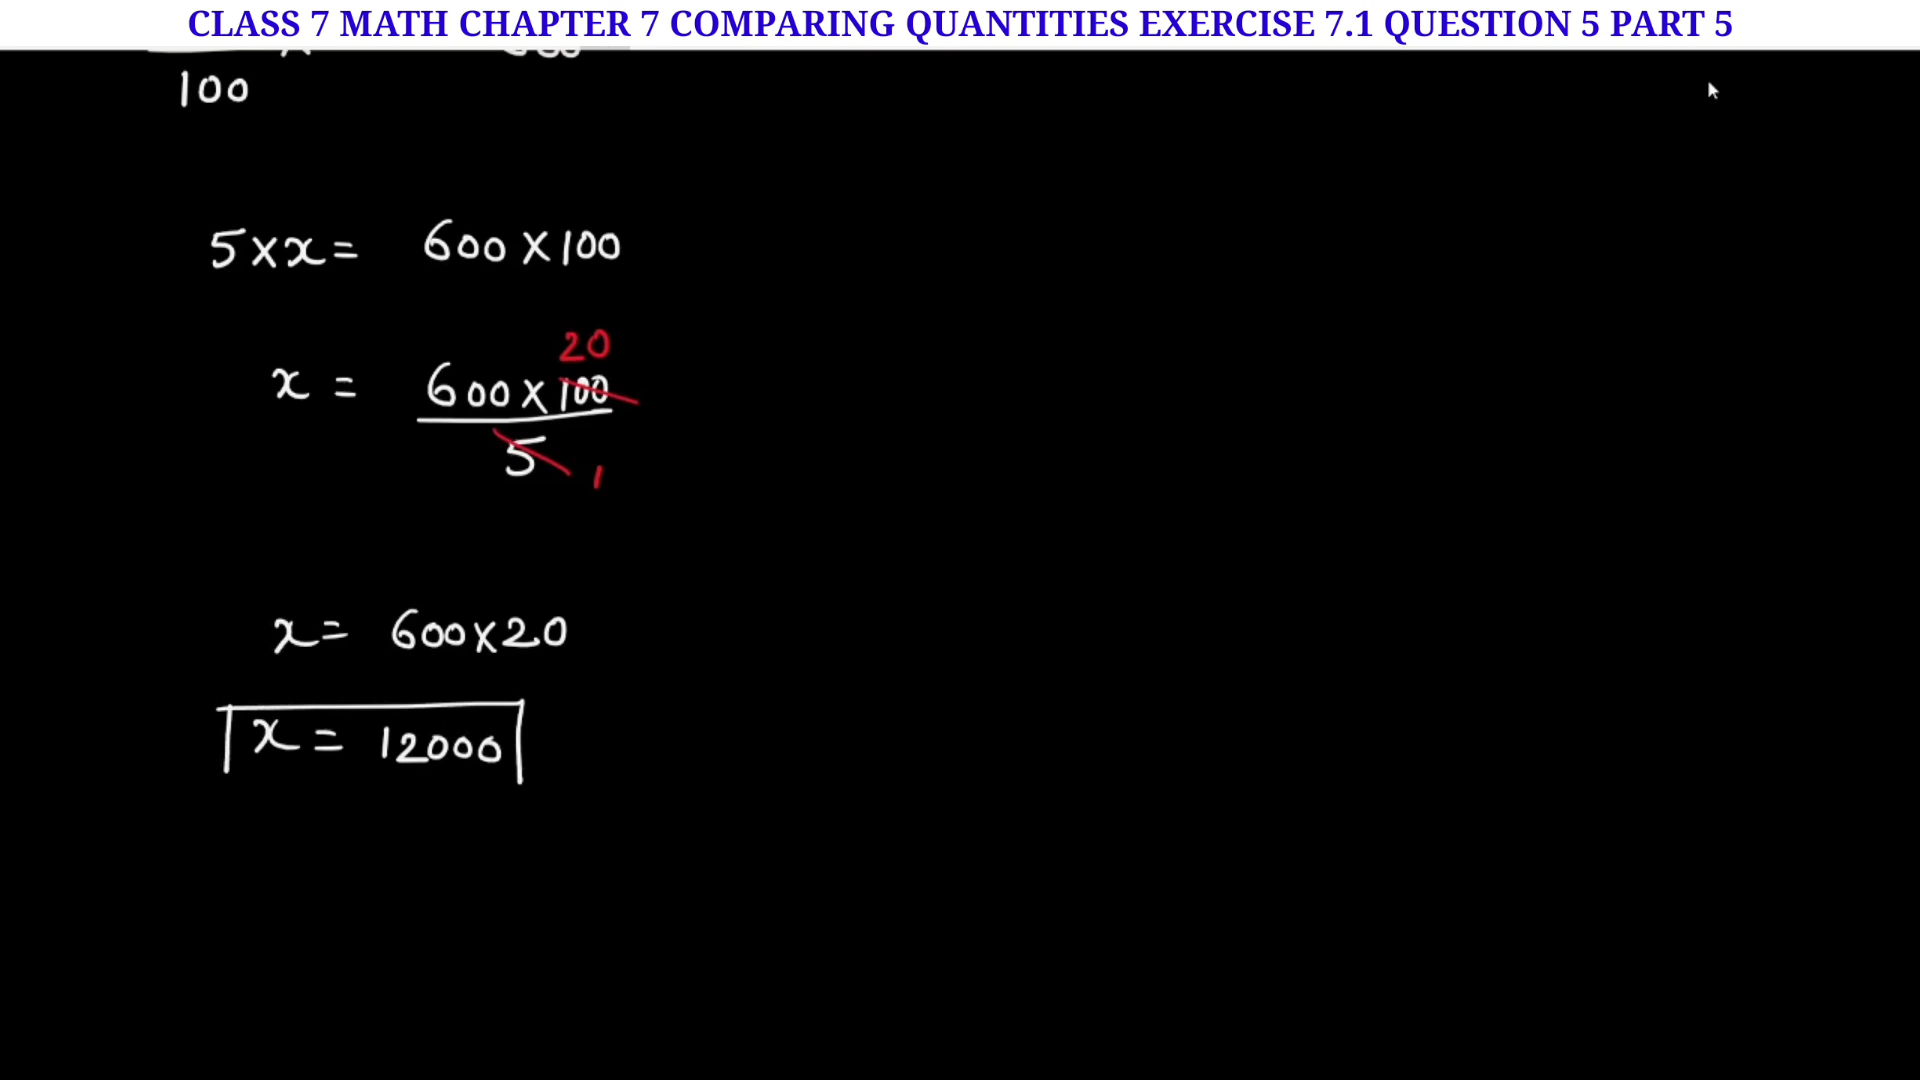 CLASS 7 MATH CHAPTER 7 COMPARING QUANTITIES EXERCISE 7.1 QUESTION 5 PART 5
100
5 × x = 600 × 100
20
x = 600 × 100
5 1
x = 600 × 20
x = 12000